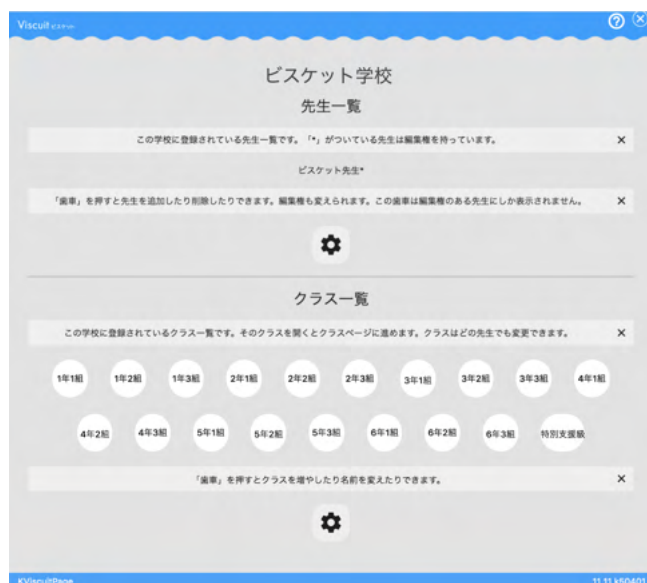 Viscuit ビスケット
ビスケット学校
先生一覧
この学校に登録されている先生一覧です。「*」がついている先生は編集権を持っています。
ビスケット先生*
「歯車」を押すと先生を追加したり削除したりできます。編集権も変えられます。この歯車は編集権のある先生にしか表示されません。
クラス一覧
この学校に登録されているクラス一覧です。そのクラスを開くとクラスページに進めます。クラスはどの先生でも変更できます。
1年1組 1年2組 1年3組 2年1組 2年2組 2年3組 3年1組 3年2組 3年3組 4年1組
4年2組 4年3組 5年1組 5年2組 5年3組 6年1組 6年2組 6年3組 特別支援級
「歯車」を押すとクラスを増やしたり名前を変えたりできます。
KViscuitPage 11.11 k50401